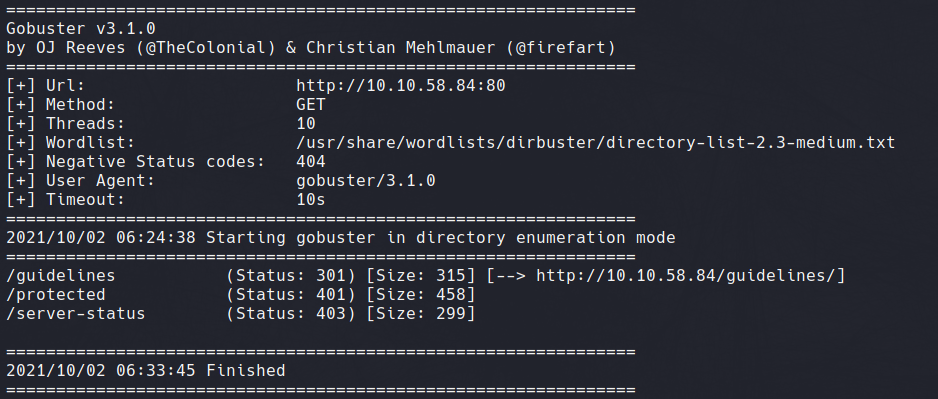 ===============================================================
Gobuster v3.1.0
by OJ Reeves (@TheColonial) & Christian Mehlmauer (@firefart)
===============================================================
[+] Url:                     http://10.10.58.84:80
[+] Method:                  GET
[+] Threads:                 10
[+] Wordlist:                /usr/share/wordlists/dirbuster/directory-list-2.3-medium.txt
[+] Negative Status codes:   404
[+] User Agent:              gobuster/3.1.0
[+] Timeout:                 10s
===============================================================
2021/10/02 06:24:38 Starting gobuster in directory enumeration mode
===============================================================
/guidelines           (Status: 301) [Size: 315] [--> http://10.10.58.84/guidelines/]
/protected            (Status: 401) [Size: 458]
/server-status        (Status: 403) [Size: 299]

===============================================================
2021/10/02 06:33:45 Finished
===============================================================